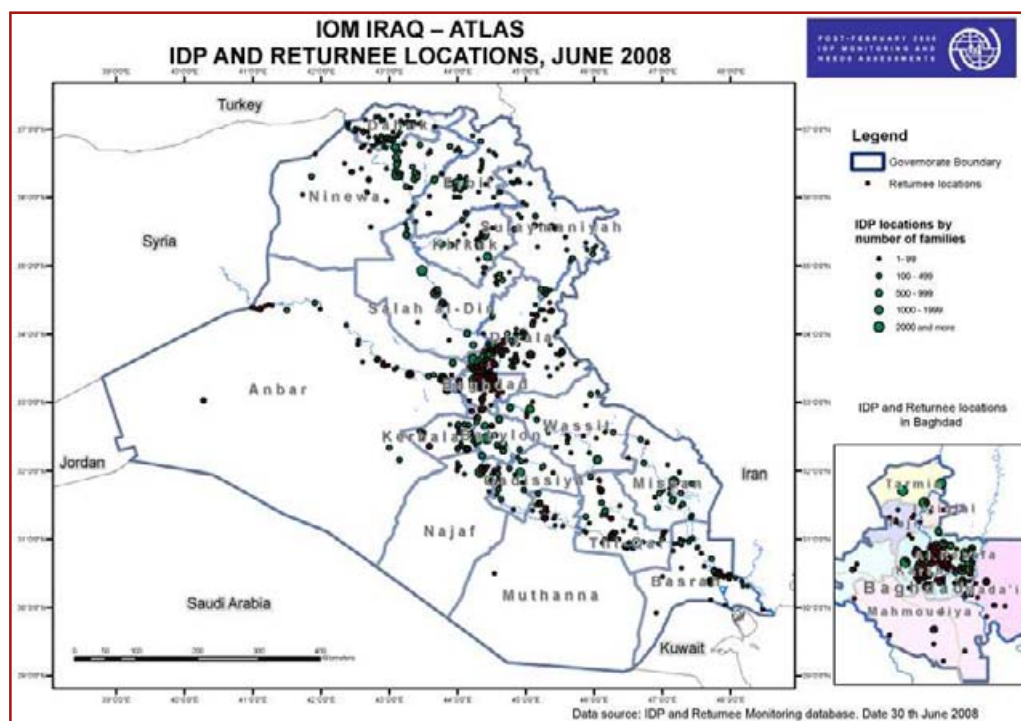 IOM IRAQ – ATLAS
IDP AND RETURNEE LOCATIONS, JUNE 2008
POST-FEBRUARY 2006
IDP MONITORING AND
NEEDS ASSESSMENTS
Turkey
Syria
Jordan
Saudi Arabia
Kuwait
Iran
Dahuk
Ninewa
Erbil
Sulaymaniyah
Kirkuk
Salah al-Din
Diyala
Anbar
Baghdad
Kerbala
Babylon
Wassit
Qadissiya
Missan
Najaf
Thi-Qar
Muthanna
Basrah
Legend
Governorate Boundary
Returnee locations
IDP locations by
number of families
1 - 99
100 - 499
500 - 999
1000 - 1999
2000 and more
IDP and Returnee locations
in Baghdad
Tarmia
Baghdad
Mada'i
Mahmoudiya
Kilometers
Data source: IDP and Returnee Monitoring database. Date 30 th June 2008